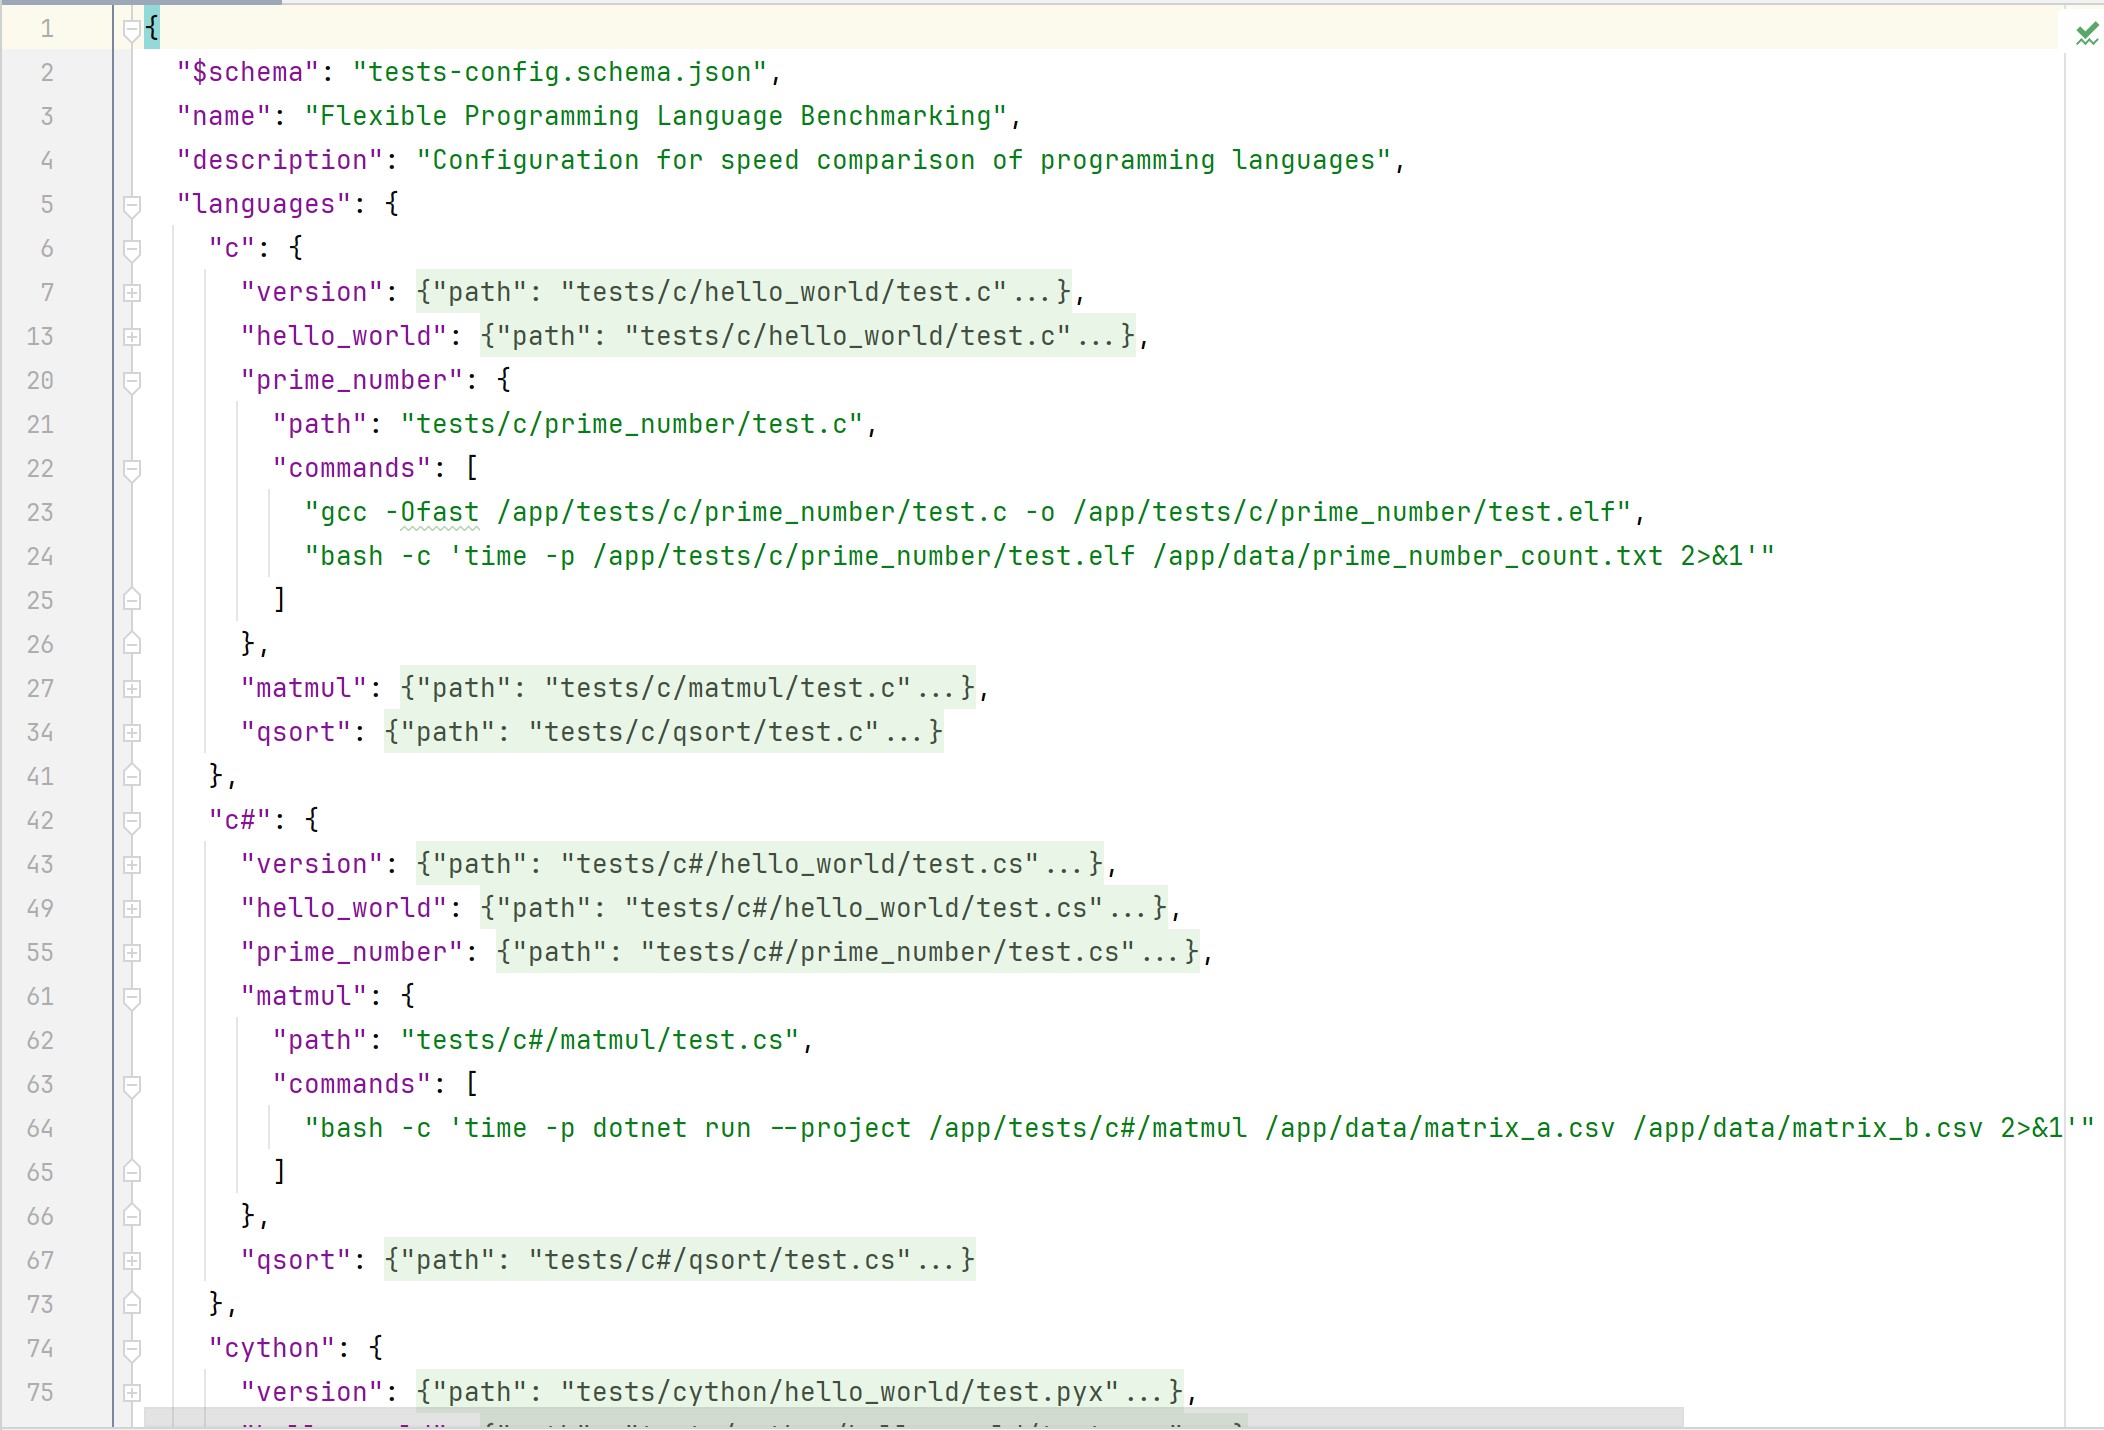 1 {
2 "$schema": "tests-config.schema.json",
3 "name": "Flexible Programming Language Benchmarking",
4 "description": "Configuration for speed comparison of programming languages",
5 "languages": {
6 "c": {
7 "version": {"path": "tests/c/hello_world/test.c"...},
13 "hello_world": {"path": "tests/c/hello_world/test.c"...},
20 "prime_number": {
21 "path": "tests/c/prime_number/test.c",
22 "commands": [
23 "gcc -Ofast /app/tests/c/prime_number/test.c -o /app/tests/c/prime_number/test.elf",
24 "bash -c 'time -p /app/tests/c/prime_number/test.elf /app/data/prime_number_count.txt 2>&1'"
25 ]
26 },
27 "matmul": {"path": "tests/c/matmul/test.c"...},
34 "qsort": {"path": "tests/c/qsort/test.c"...}
41 },
42 "c#": {
43 "version": {"path": "tests/c#/hello_world/test.cs"...},
49 "hello_world": {"path": "tests/c#/hello_world/test.cs"...},
55 "prime_number": {"path": "tests/c#/prime_number/test.cs"...},
61 "matmul": {
62 "path": "tests/c#/matmul/test.cs",
63 "commands": [
64 "bash -c 'time -p dotnet run --project /app/tests/c#/matmul /app/data/matrix_a.csv /app/data/matrix_b.csv 2>&1'"
65 ]
66 },
67 "qsort": {"path": "tests/c#/qsort/test.cs"...}
73 },
74 "cython": {
75 "version": {"path": "tests/cython/hello_world/test.pyx"...},